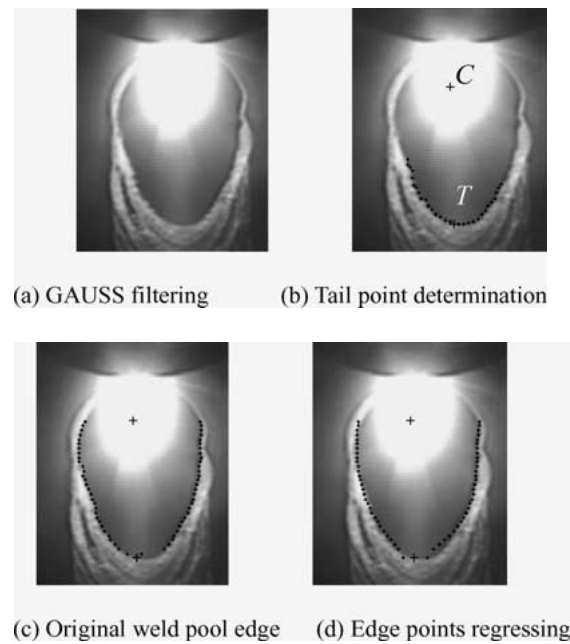 C
T
(a) GAUSS filtering (b) Tail point determination
(c) Original weld pool edge (d) Edge points regressing